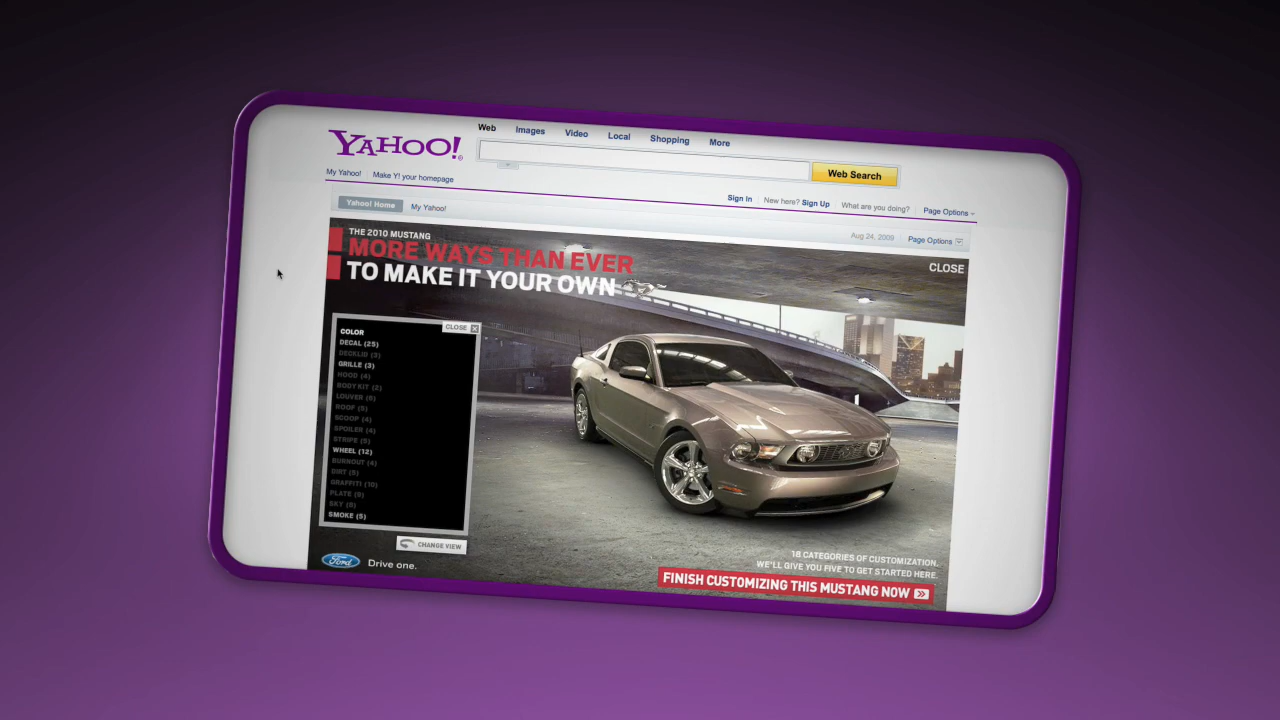 Web Images Video Local Shopping More
YAHOO!
Web Search
My Yahoo! Make Y! your homepage
Sign In New here? Sign Up What are you doing? Page Options
Yahoo! Home My Yahoo!
Aug 24, 2009 Page Options
THE 2010 MUSTANG
MORE WAYS THAN EVER
TO MAKE IT YOUR OWN
CLOSE
CLOSE
COLOR
DECAL (25)
DECKLID (3)
GRILLE (3)
HOOD (4)
BODY KIT (2)
LOUVER (6)
ROOF (5)
SCOOP (4)
SPOILER (4)
STRIPE (5)
WHEEL (12)
BURNOUT (4)
DIRT (5)
GRAFFITI (10)
PLATE (9)
SKY (8)
SMOKE (5)
CHANGE VIEW
Ford Drive one.
18 CATEGORIES OF CUSTOMIZATION.
WE'LL GIVE YOU FIVE TO GET STARTED HERE.
FINISH CUSTOMIZING THIS MUSTANG NOW